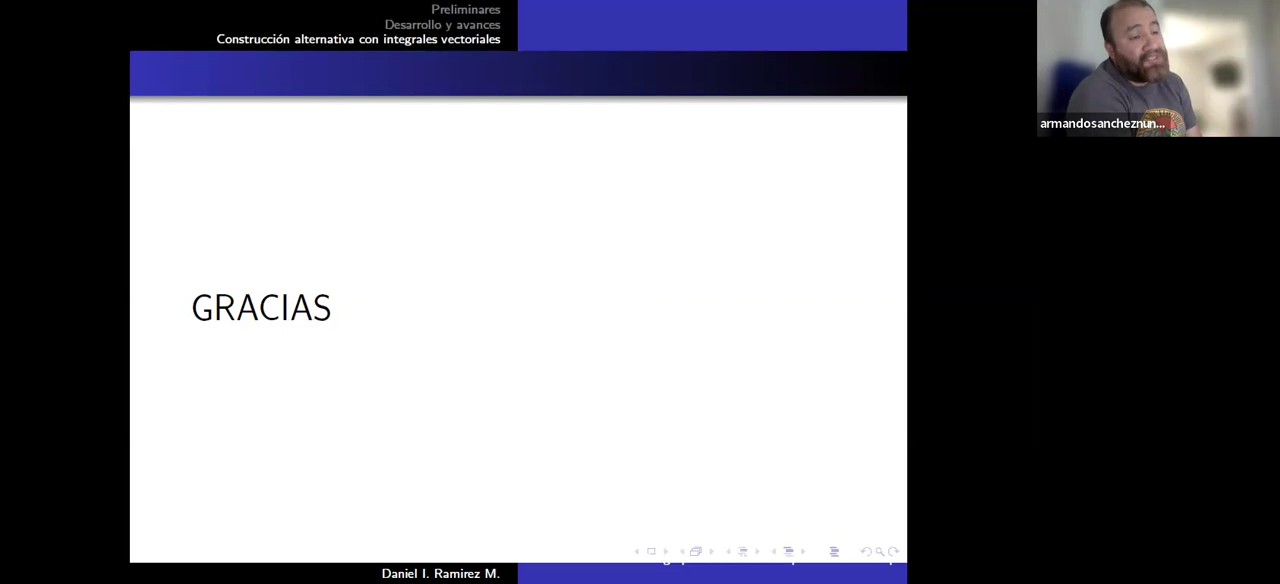 Preliminares
Desarrollo y avances
Construcción alternativa con integrales vectoriales
armandosancheznun...
GRACIAS
Daniel I. Ramirez M.